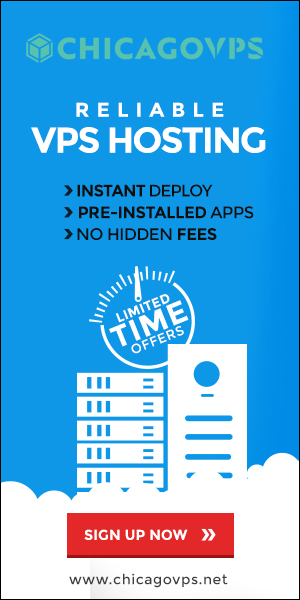 CHICAGOVPS
RELIABLE
VPS HOSTING
INSTANT DEPLOY
PRE-INSTALLED APPS
NO HIDDEN FEES
LIMITED
TIME
OFFERS
SIGN UP NOW
www.chicagovps.net